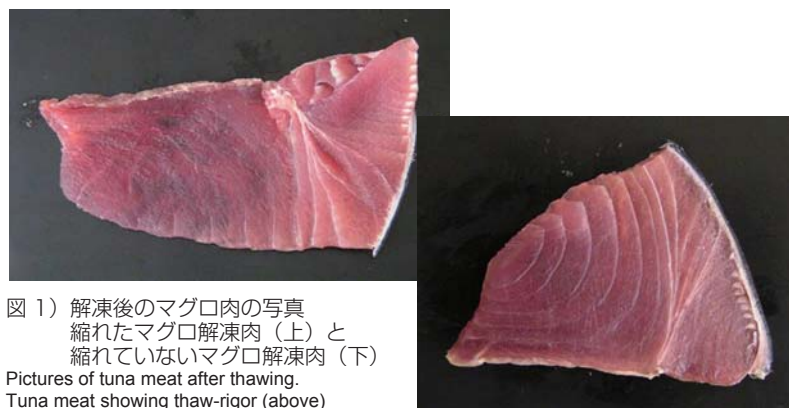 図 1）解凍後のマグロ肉の写真
縮れたマグロ解凍肉（上）と
縮れていないマグロ解凍肉（下）
Pictures of tuna meat after thawing.
Tuna meat showing thaw-rigor (above)